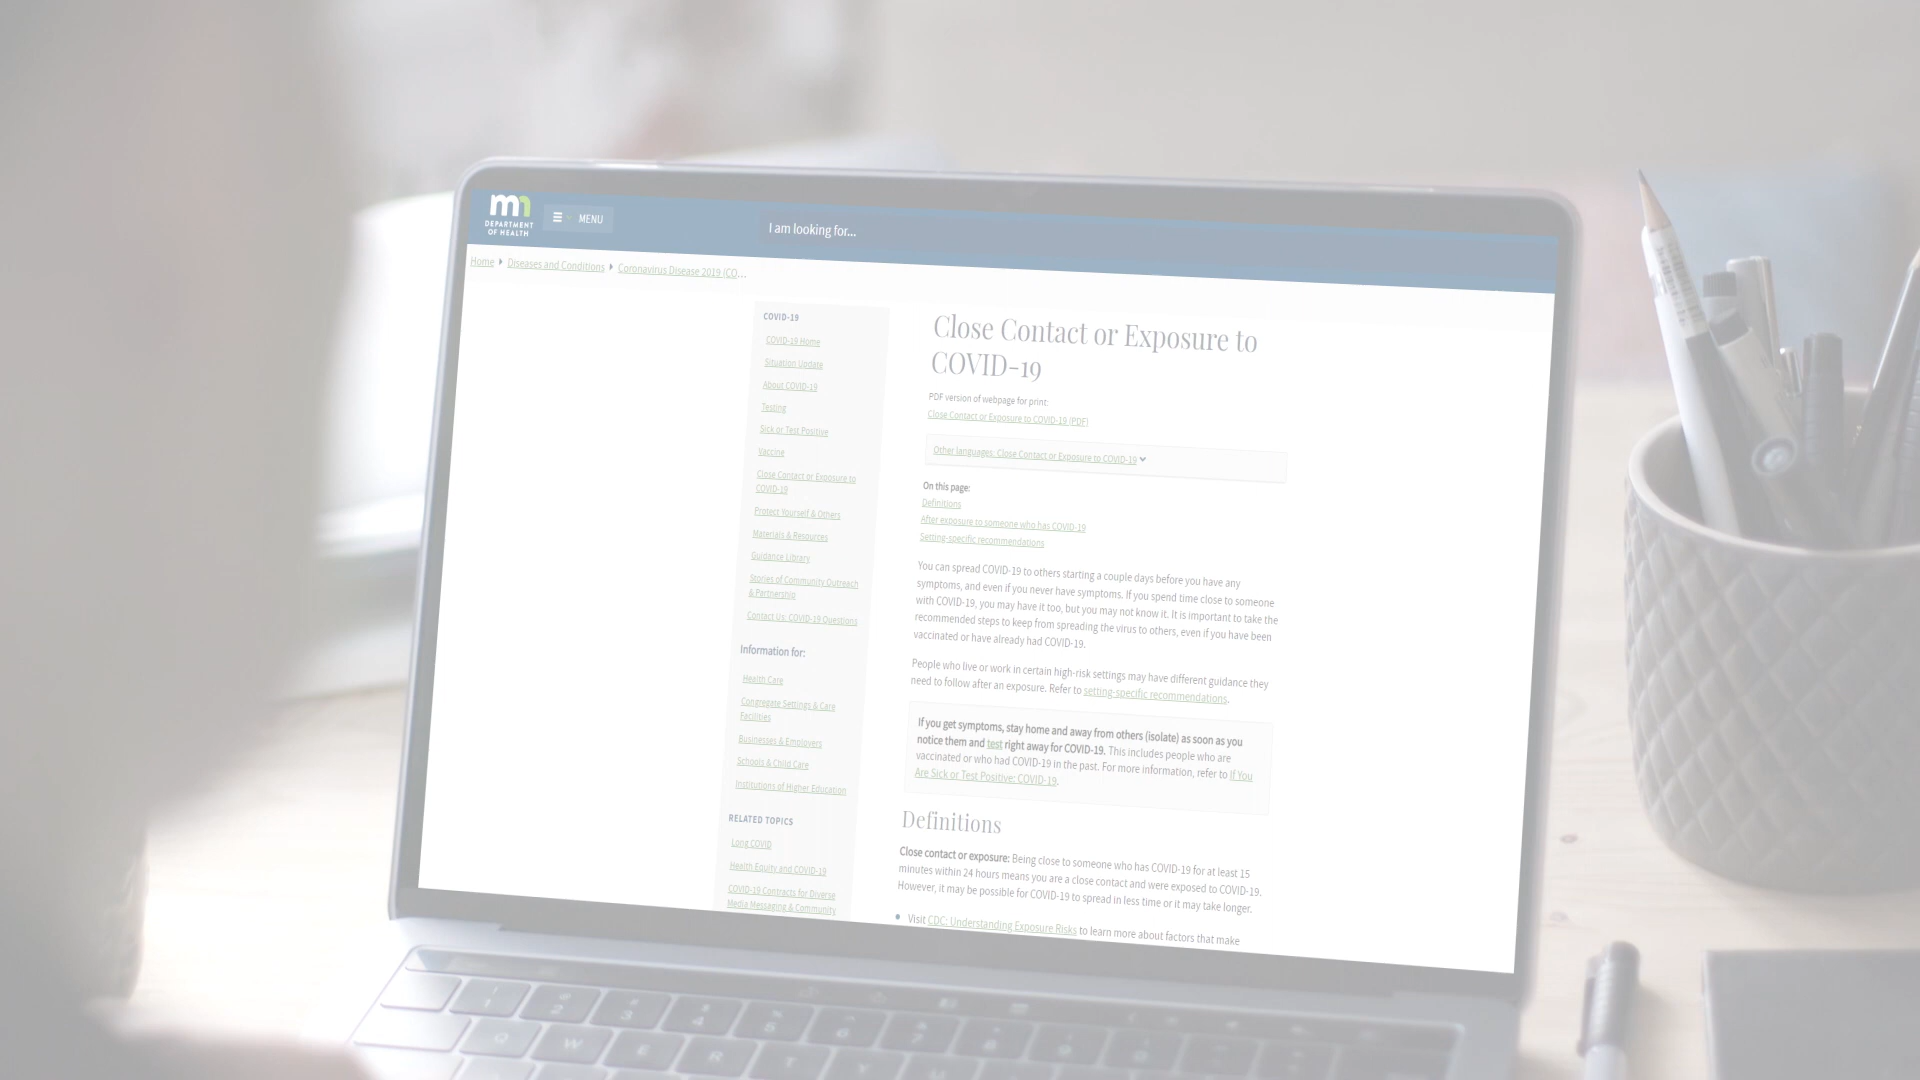 mn
DEPARTMENT
OF HEALTH
MENU
I am looking for...
Home
Diseases and Conditions
Coronavirus Disease 2019 (CO...
COVID-19
COVID-19 Home
Situation Update
About COVID-19
Testing
Sick or Test Positive
Vaccine
Close Contact or Exposure to
COVID-19
Protect Yourself & Others
Materials & Resources
Guidance Library
Stories of Community Outreach
& Partnership
Contact Us: COVID-19 Questions
Information for:
Health Care
Congregate Settings & Care
Facilities
Businesses & Employers
Schools & Child Care
Institutions of Higher Education
RELATED TOPICS
Long COVID
Health Equity and COVID-19
COVID-19 Contracts for Diverse
Media Messaging & Community
Close Contact or Exposure to
COVID-19
PDF version of webpage for print:
Close Contact or Exposure to COVID-19 (PDF)
Other languages: Close Contact or Exposure to COVID-19
On this page:
Definitions
After exposure to someone who has COVID-19
Setting-specific recommendations
You can spread COVID-19 to others starting a couple days before you have any
symptoms, and even if you never have symptoms. If you spend time close to someone
with COVID-19, you may have it too, but you may not know it. It is important to take the
recommended steps to keep from spreading the virus to others, even if you have been
vaccinated or have already had COVID-19.
People who live or work in certain high-risk settings may have different guidance they
need to follow after an exposure. Refer to setting-specific recommendations.
If you get symptoms, stay home and away from others (isolate) as soon as you
notice them and test right away for COVID-19. This includes people who are
vaccinated or who had COVID-19 in the past. For more information, refer to If You
Are Sick or Test Positive: COVID-19.
Definitions
Close contact or exposure: Being close to someone who has COVID-19 for at least 15
minutes within 24 hours means you are a close contact and were exposed to COVID-19.
However, it may be possible for COVID-19 to spread in less time or it may take longer.
• Visit CDC: Understanding Exposure Risks to learn more about factors that make
2 3 4 5 6 7 8
Q W E R T Y U